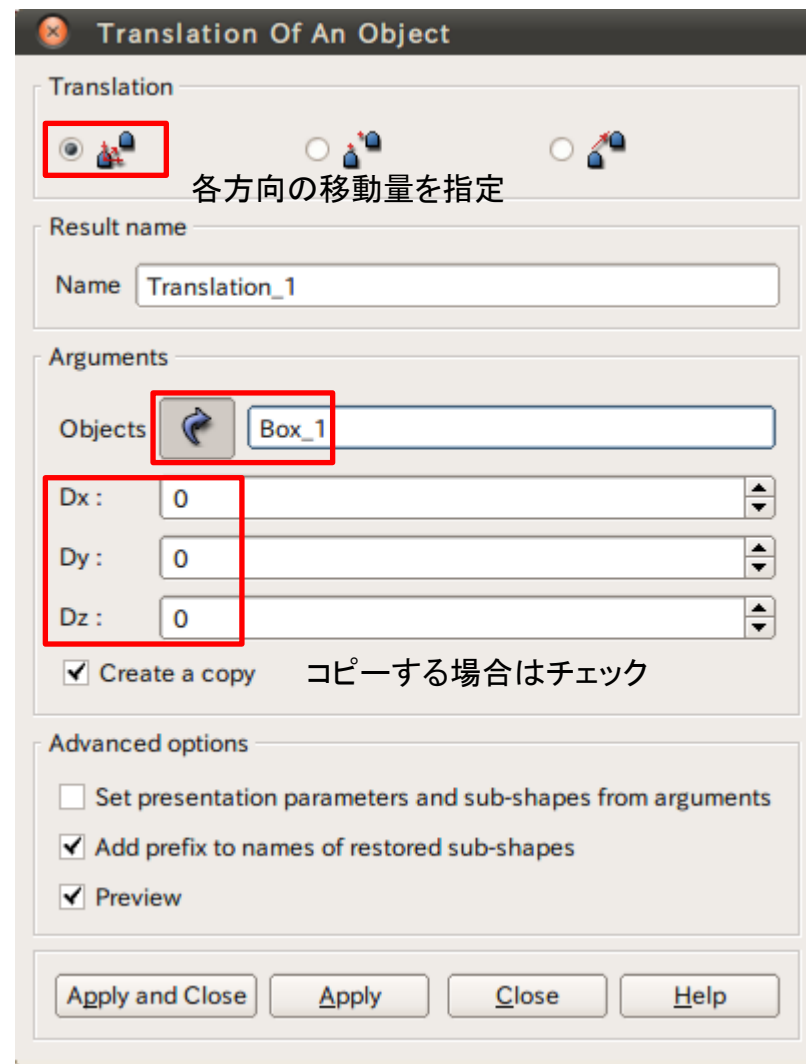 Translation Of An Object
Translation
各方向の移動量を指定
Result name
Name Translation_1
Arguments
Objects Box_1
Dx : 0
Dy : 0
Dz : 0
Create a copy コピーする場合はチェック
Advanced options
Set presentation parameters and sub-shapes from arguments
Add prefix to names of restored sub-shapes
Preview
Apply and Close Apply Close Help